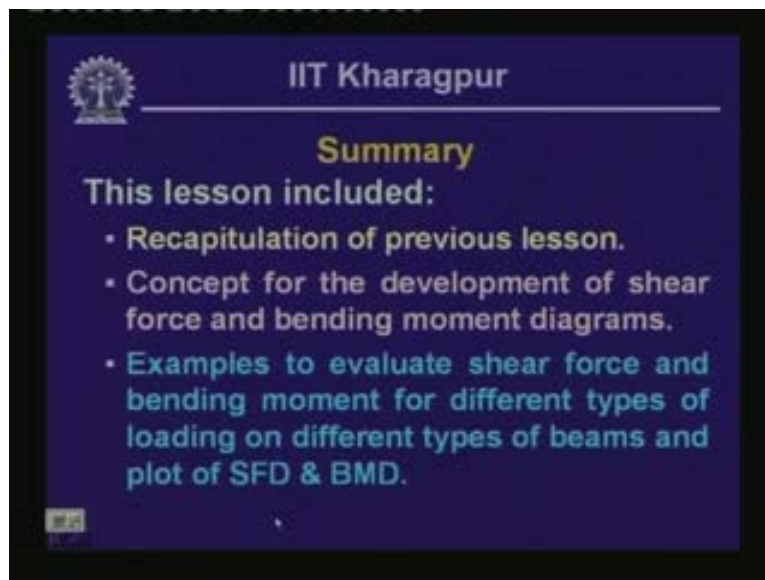 IIT Kharagpur
Summary
This lesson included:
▪ Recapitulation of previous lesson.
▪ Concept for the development of shear
force and bending moment diagrams.
▪ Examples to evaluate shear force and
bending moment for different types of
loading on different types of beams and
plot of SFD & BMD.